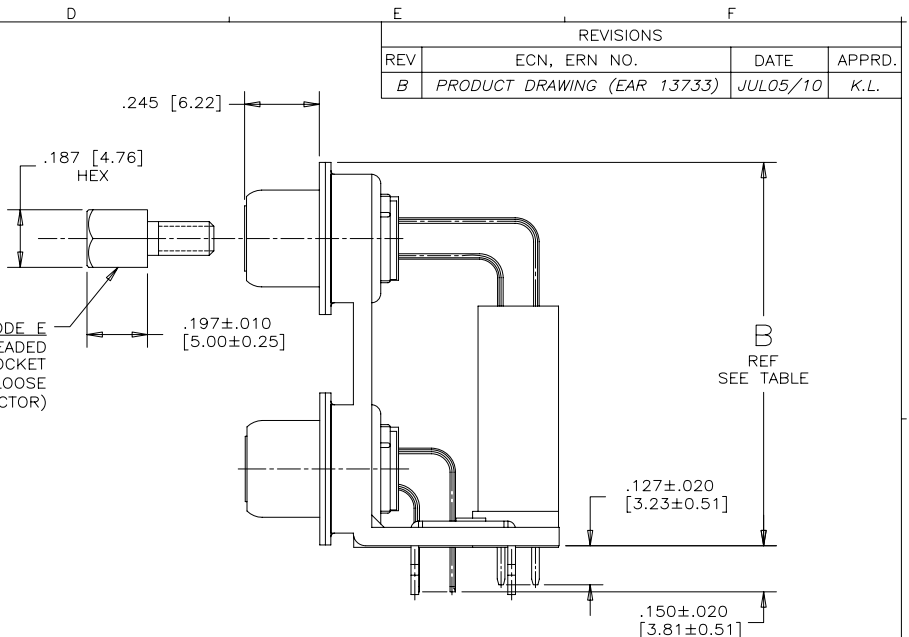 D E F
REVISIONS
REV ECN, ERN NO. DATE APPRD.
B PRODUCT DRAWING (EAR 13733) JUL05/10 K.L.
.245 [6.22]
.187 [4.76]
HEX
.197±.010
[5.00±0.25]
ODE E
EADED
OCKET
LOOSE
CTOR)
B
REF
SEE TABLE
.127±.020
[3.23±0.51]
.150±.020
[3.81±0.51]